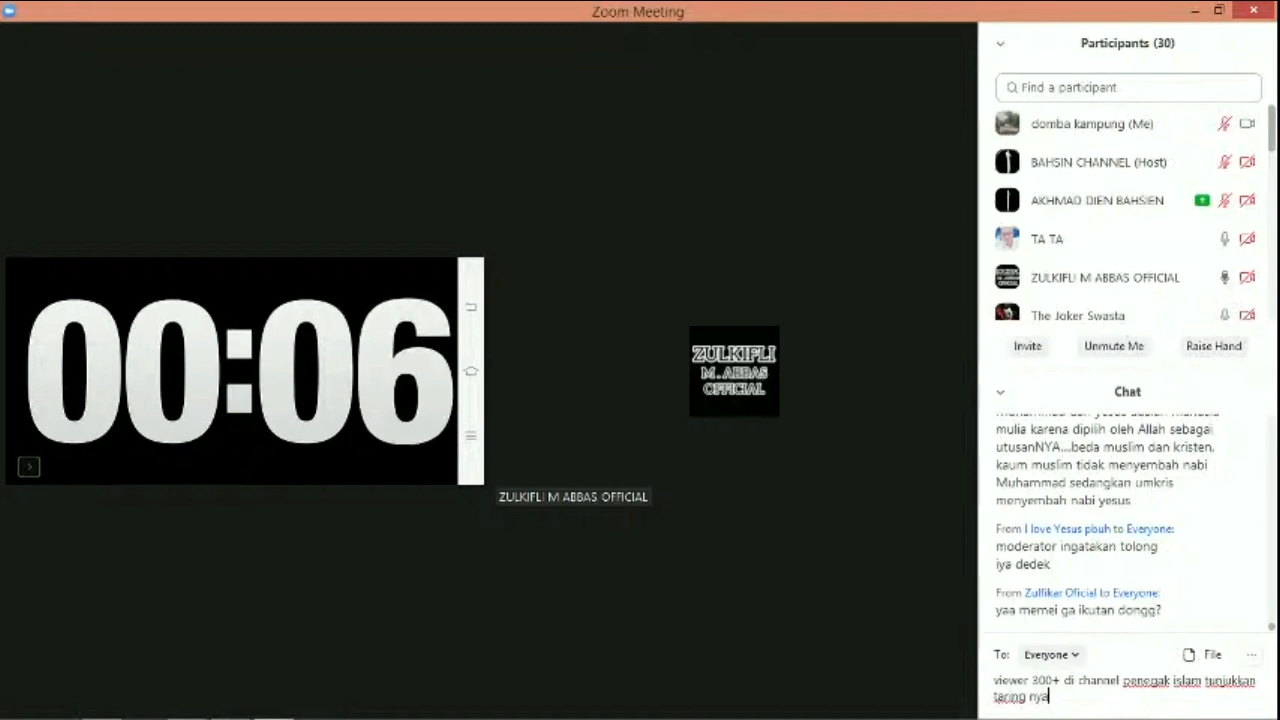 Zoom Meeting
Participants (30)
Find a participant
domba kampung (Me)
BAHSIN CHANNEL (Host)
AKHMAD DIEN BAHSIEN
TA TA
ZULKIFLI M ABBAS OFFICIAL
The Joker Swasta
Invite
Unmute Me
Raise Hand
Chat
mulia karena dipilh oleh Allah sebagai
utusanNYA...beda muslim dan kristen,
kaum muslim tidak menyembah nabi
Muhammad sedangkan umkris
menyembah nabi yesus
From I love Yesus pbuh to Everyone:
moderator ingatakan tolong
iya dedek
From Zulfikar Oficial to Everyone:
yaa memei ga ikutan dongg?
To: Everyone
File
viewer 300+ di channel penegak islam tunjukkan
taring nya
00:06
ZULKIFLI
M. ABBAS
OFFICIAL
ZULKIFLI M ABBAS OFFICIAL